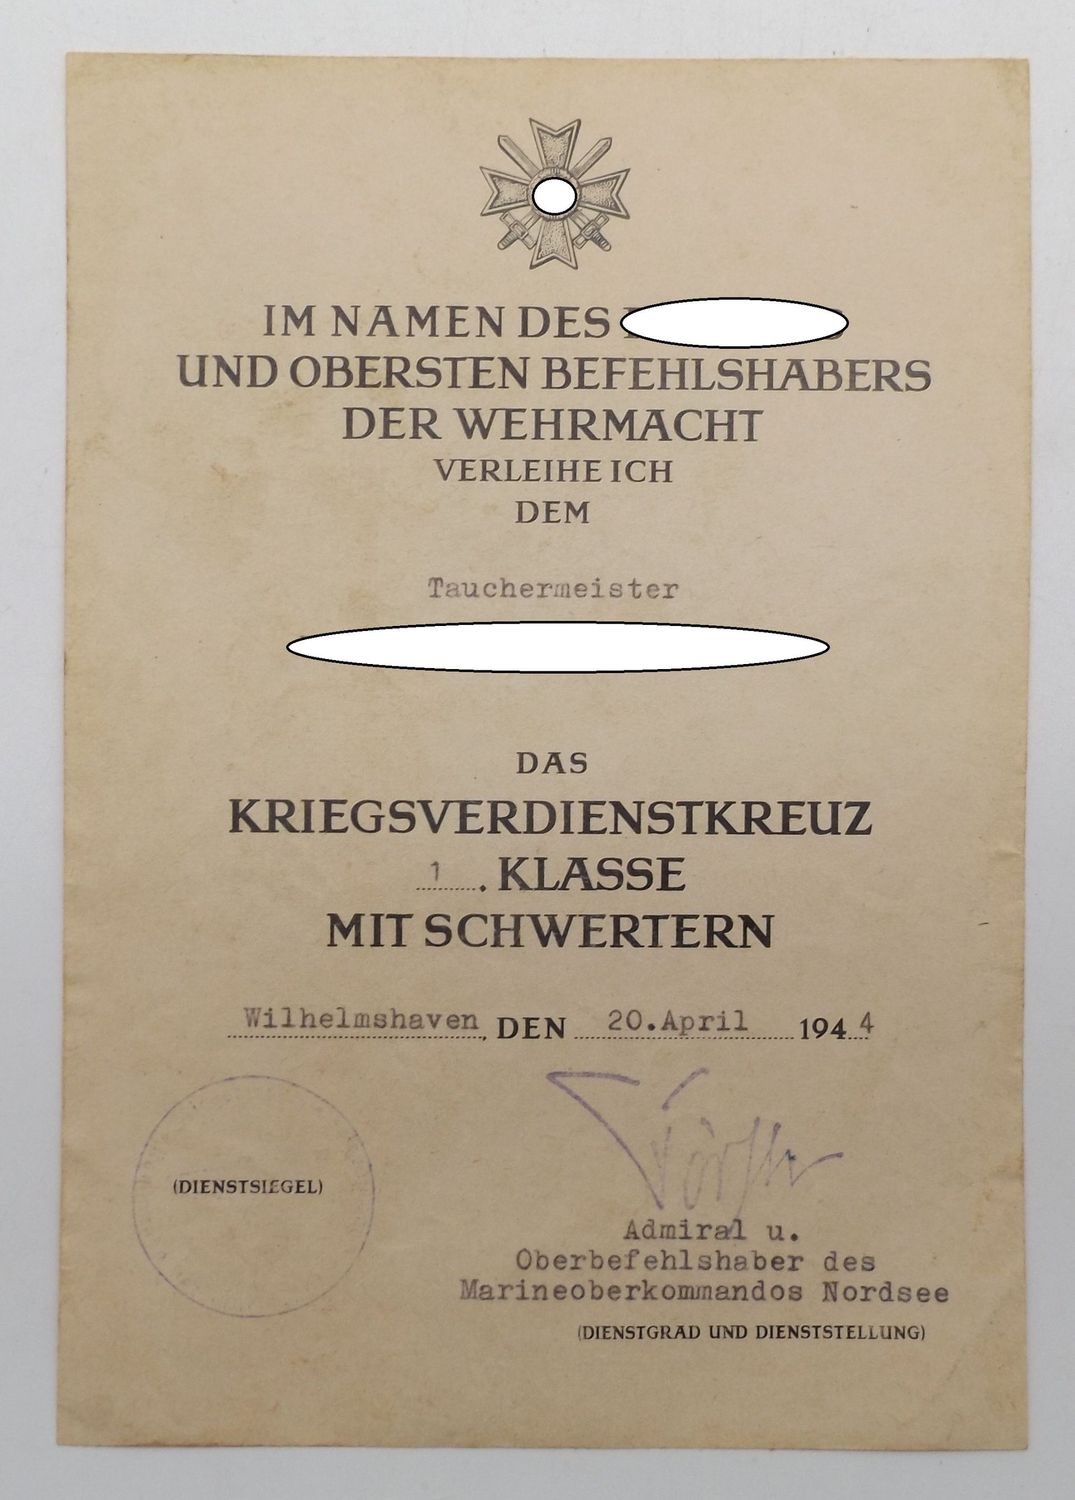 IM NAMEN DES
UND OBERSTEN BEFEHLSHABERS
DER WEHRMACHT
VERLEIHE ICH
DEM
Tauchermeister
DAS
KRIEGSVERDIENSTKREUZ
1. KLASSE
MIT SCHWERTERN
Wilhelmshaven, DEN 20.April 1944
(DIENSTSIEGEL)
Admiral u.
Oberbefehlshaber des
Marineoberkommandos Nordsee
(DIENSTGRAD UND DIENSTSTELLUNG)